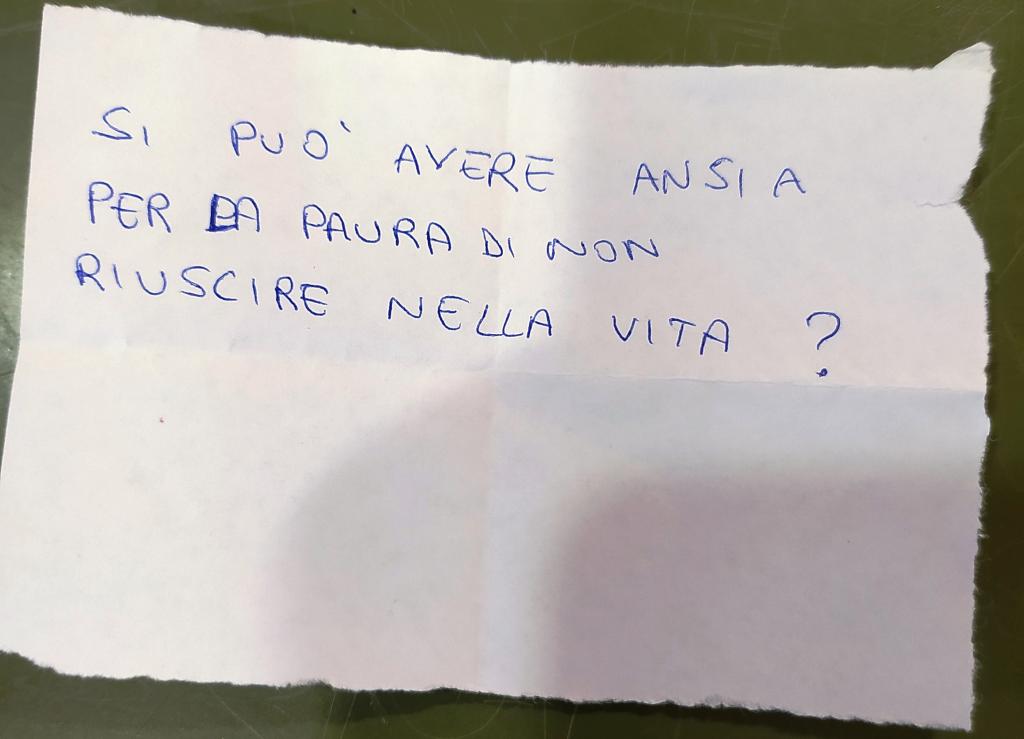 SI PUO' AVERE ANSIA
PER LA PAURA DI NON
RIUSCIRE NELLA VITA ?